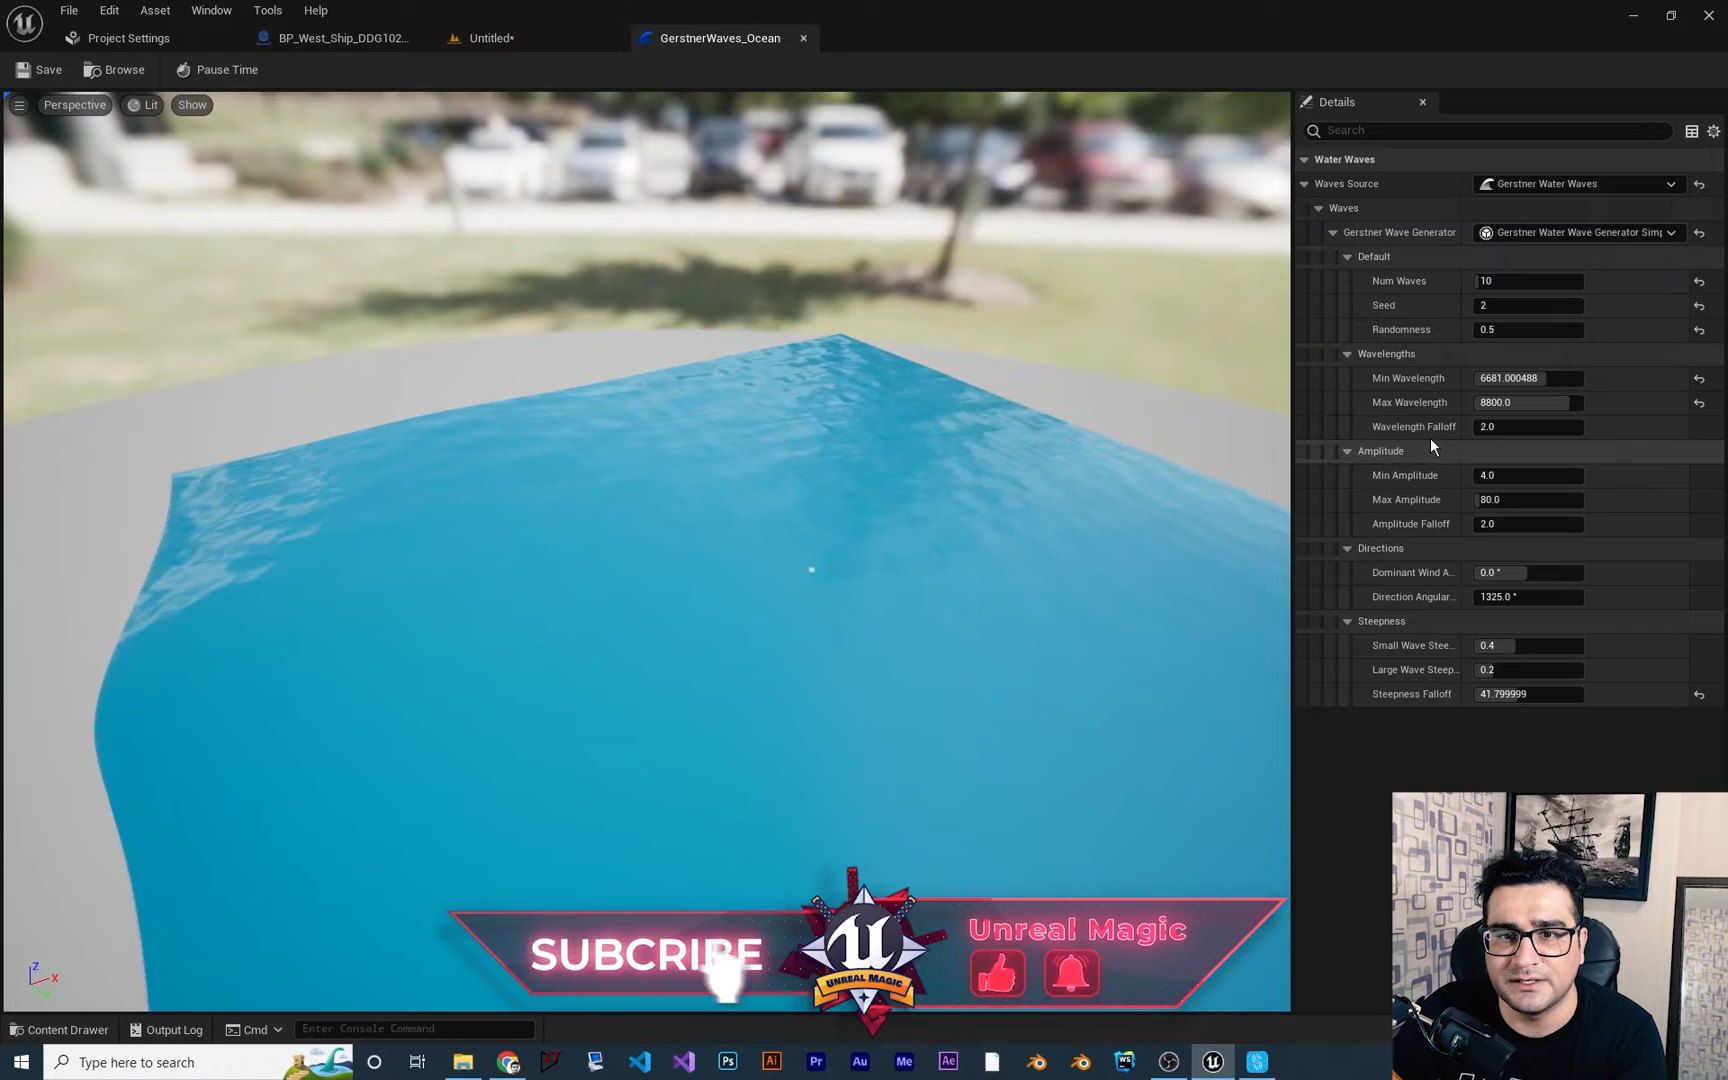 File Edit Asset Window Tools Help
Project Settings BP_West_Ship_DDG102... Untitled* GerstnerWaves_Ocean
Save Browse Pause Time
Perspective Lit Show
Details
Search
Water Waves
Waves Source Gerstner Water Waves
Waves
Gerstner Wave Generator Gerstner Water Wave Generator Simp
Default
Num Waves 10
Seed 2
Randomness 0.5
Wavelengths
Min Wavelength 6681.000488
Max Wavelength 8800.0
Wavelength Falloff 2.0
Amplitude
Min Amplitude 4.0
Max Amplitude 80.0
Amplitude Falloff 2.0
Directions
Dominant Wind A... 0.0 °
Direction Angular... 1325.0 °
Steepness
Small Wave Stee... 0.4
Large Wave Steep... 0.2
Steepness Falloff 41.799999
SUBCRIBE
Unreal Magic
UNREAL MAGIC
Z
X
Content Drawer Output Log Cmd Enter Console Command
Type here to search
Ps Ai Pr Au Me Ae WS